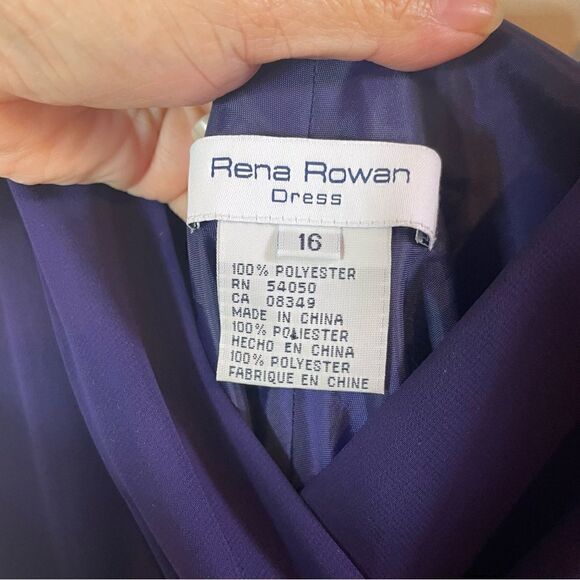 Rena Rowan
Dress
16
100% POLYESTER
RN 54050
CA 08349
MADE IN CHINA
100% POLIESTER
HECHO EN CHINA
100% POLYESTER
FABRIQUE EN CHINE